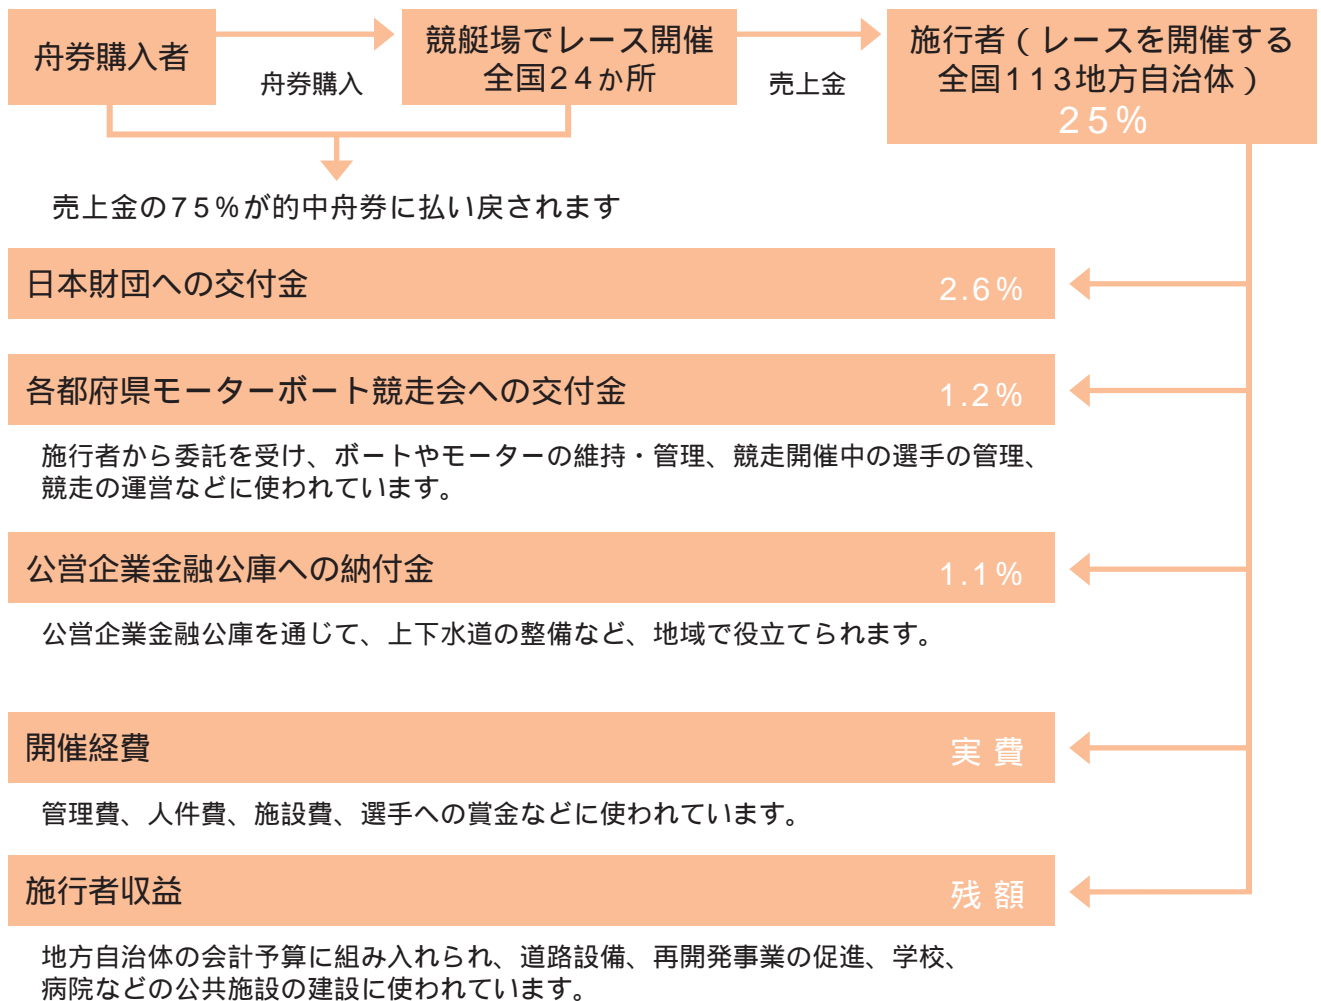 舟券購入者
舟券購入
競艇場でレース開催
全国24か所
売上金
施行者（レースを開催する
全国113地方自治体）
25%
売上金の75%が的中舟券に払い戻されます
日本財団への交付金 2.6%
各都府県モーターボート競走会への交付金 1.2%
施行者から委託を受け、ボートやモーターの維持・管理、競走開催中の選手の管理、
競走の運営などに使われています。
公営企業金融公庫への納付金 1.1%
公営企業金融公庫を通じて、上下水道の整備など、地域で役立てられます。
開催経費 実費
管理費、人件費、施設費、選手への賞金などに使われています。
施行者収益 残額
地方自治体の会計予算に組み入れられ、道路設備、再開発事業の促進、学校、
病院などの公共施設の建設に使われています。